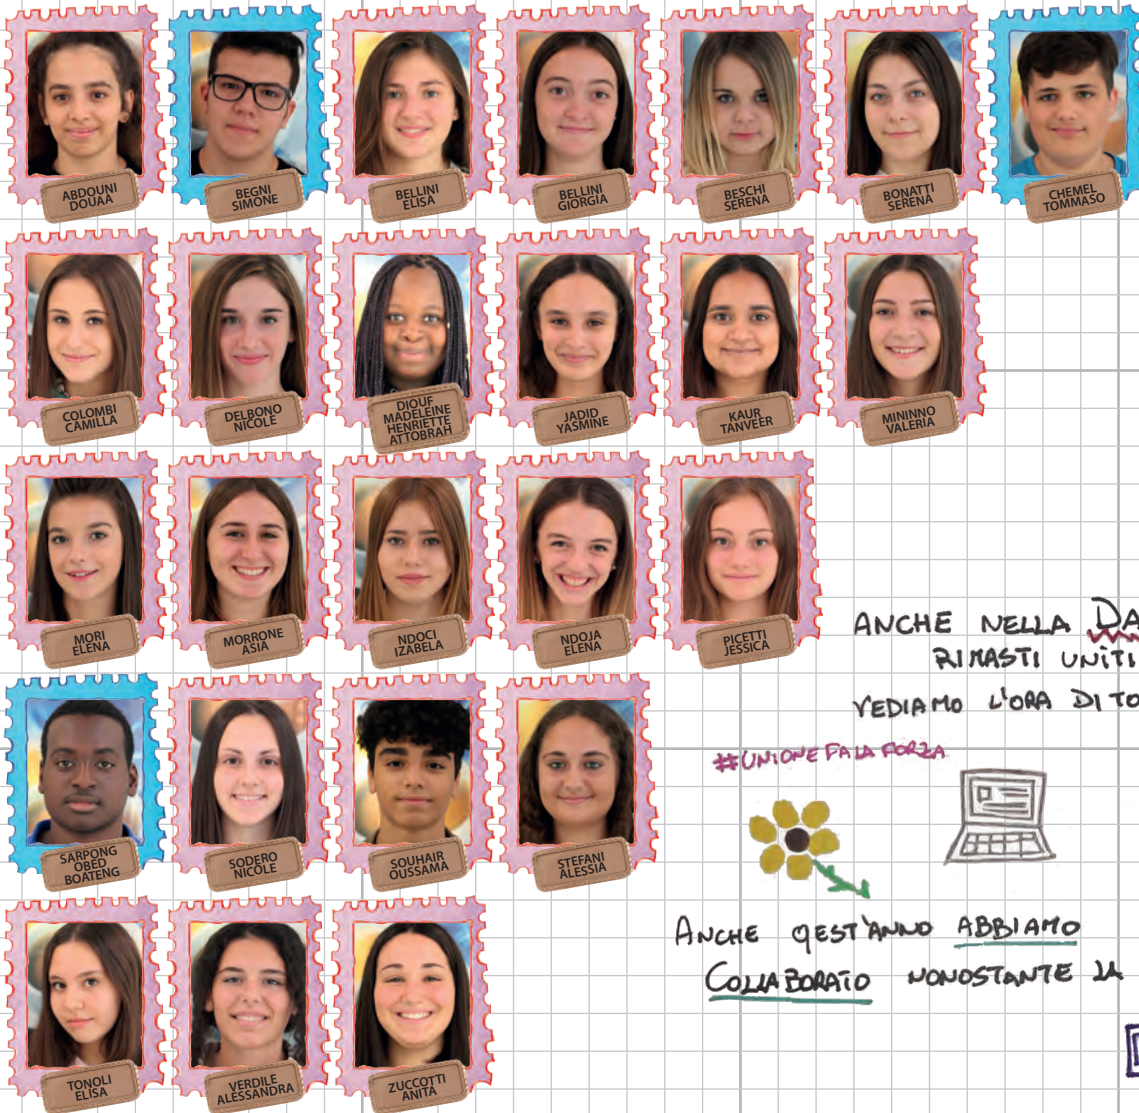 ABDOUNI
DOUAA
BEGNI
SIMONE
BELLINI
ELISA
BELLINI
GIORGIA
BESCHI
SERENA
BONATTI
SERENA
CHEMEL
TOMMASO
COLOMBI
CAMILLA
DELBONO
NICOLE
DIOUF
MADELEINE
HENRIETTE
ATTOBRAH
JADID
YASMINE
KAUR
TANVEER
MININNO
VALERIA
MORI
ELENA
MORRONE
ASIA
NDOCI
IZABELA
NDOJA
ELENA
PICETTI
JESSICA
ANCHE NELLA DA
RIMASTI UNITI
VEDIAMO L'ORA DI TO
#UNIONEFALAFORZA
SARPONG
OBED
BOATENG
SODERO
NICOLE
SOUHAIR
OUSSAMA
STEFANI
ALESSIA
ANCHE QEST'ANNO ABBIAMO
COLLABORATO NONOSTANTE LA
TONOLI
ELISA
VERDILE
ALESSANDRA
ZUCCOTTI
ANITA